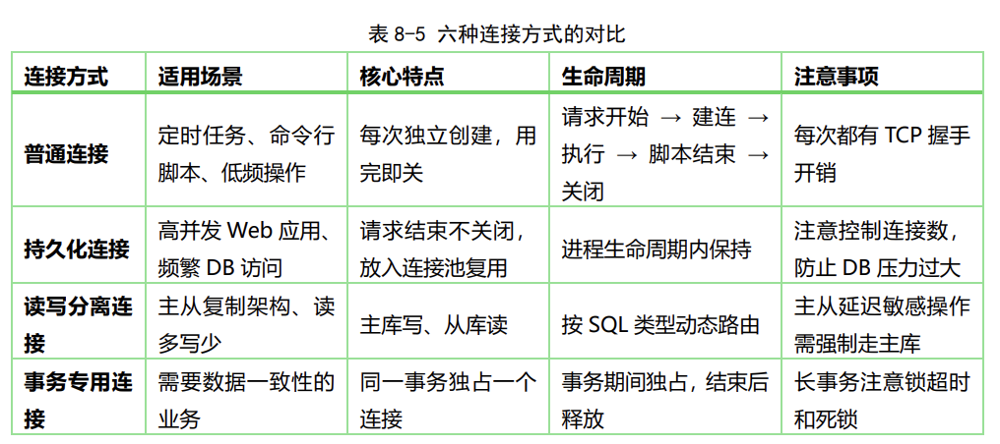 表 8-5 六种连接方式的对比
连接方式 适用场景 核心特点 生命周期 注意事项
普通连接
定时任务、命令行
脚本、低频操作
每次独立创建，用
完即关
请求开始 → 建连 →
执行 → 脚本结束 →
关闭
每次都有 TCP 握手
开销
持久化连接
高并发 Web 应用、
频繁 DB 访问
请求结束不关闭，
放入连接池复用
进程生命周期内保持
注意控制连接数，
防止 DB 压力过大
读写分离连
接
主从复制架构、读
多写少
主库写、从库读
按 SQL 类型动态路由
主从延迟敏感操作
需强制走主库
事务专用连
接
需要数据一致性的
业务
同一事务独占一个
连接
事务期间独占，结束后
释放
长事务注意锁超时
和死锁